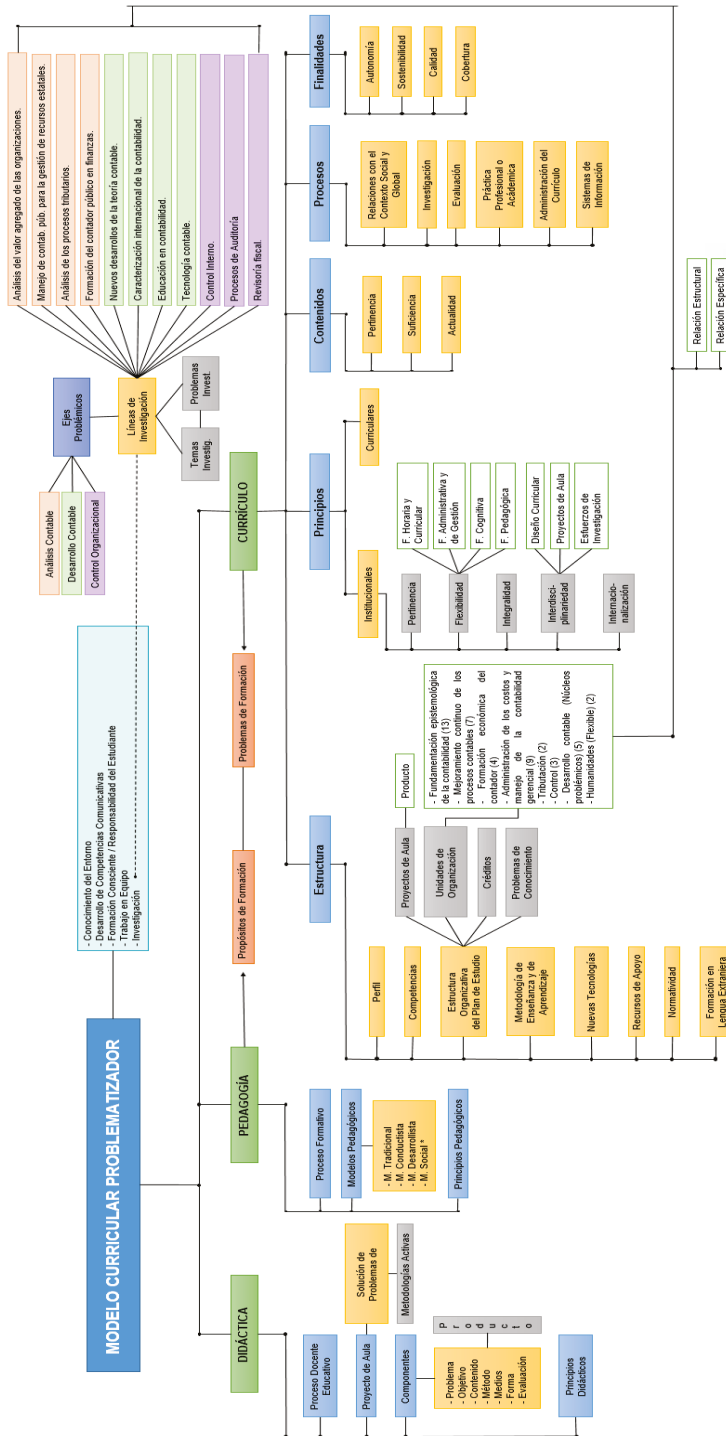 MODELO CURRICULAR PROBLEMATIZADOR
- Conocimiento del Entorno
- Desarrollo de Competencias Comunicativas
- Formación Consciente / Responsabilidad del Estudiante
- Trabajo en Equipo
- Investigación
Análisis Contable
Desarrollo Contable
Control Organizacional
Ejes
Problémicos
Líneas de
Investigación
Temas
Investig.
Problemas
Invest.
Análisis del valor agregado de las organizaciones.
Manejo de contab. púb. para la gestión de recursos estatales.
Análisis de los procesos tributarios.
Formación del contador público en finanzas.
Nuevos desarrollos de la teoría contable.
Caracterización internacional de la contabilidad.
Educación en contabilidad.
Tecnología contable.
Control Interno.
Procesos de Auditoría
Revisoría fiscal.
DIDÁCTICA
PEDAGOGÍA
Propósitos de Formación
Problemas de Formación
CURRÍCULO
Proceso Docente
Educativo
Proyecto de Aula
Solución de
Problemas de
Metodologías Activas
Componentes
- Problema
- Objetivo
- Contenido
- Método
- Medios
- Forma
- Evaluación
P r o d u c t o
Principios
Didácticos
Proceso Formativo
Modelos Pedagógicos
- M. Tradicional
- M. Conductista
- M. Desarrollista
- M. Social *
Principios Pedagógicos
Estructura
Perfil
Competencias
Estructura
Organizativa
del Plan de Estudio
Metodología de
Enseñanza y de
Aprendizaje
Nuevas Tecnologías
Recursos de Apoyo
Normatividad
Formación en
Lengua Extranjera
Proyectos de Aula
Producto
Unidades de
Organización
Créditos
Problemas de
Conocimiento
- Fundamentación epistemológica
de la contabilidad (13)
- Mejoramiento continuo de los
procesos contables (7)
- Formación económica del
contador (4)
- Administración de los costos y
manejo de la contabilidad
gerencial (9)
- Tributación (2)
- Control (3)
- Desarrollo contable (Núcleos
problémicos) (5)
- Humanidades (Flexible) (2)
Principios
Institucionales
Curriculares
Pertinencia
Flexibilidad
Integralidad
Interdisci-
plinariedad
Internacio-
nalización
F. Horaria y
Curricular
F. Administrativa y
de Gestión
F. Cognitiva
F. Pedagógica
Diseño Curricular
Proyectos de Aula
Esfuerzos de
Investigación
Contenidos
Pertinencia
Suficiencia
Actualidad
Procesos
Relaciones con el
Contexto Social y
Global
Investigación
Evaluación
Práctica
Profesional o
Académica
Administración del
Currículo
Sistemas de
Información
Finalidades
Autonomía
Sostenibilidad
Calidad
Cobertura
Relación Estructural
Relación Específica